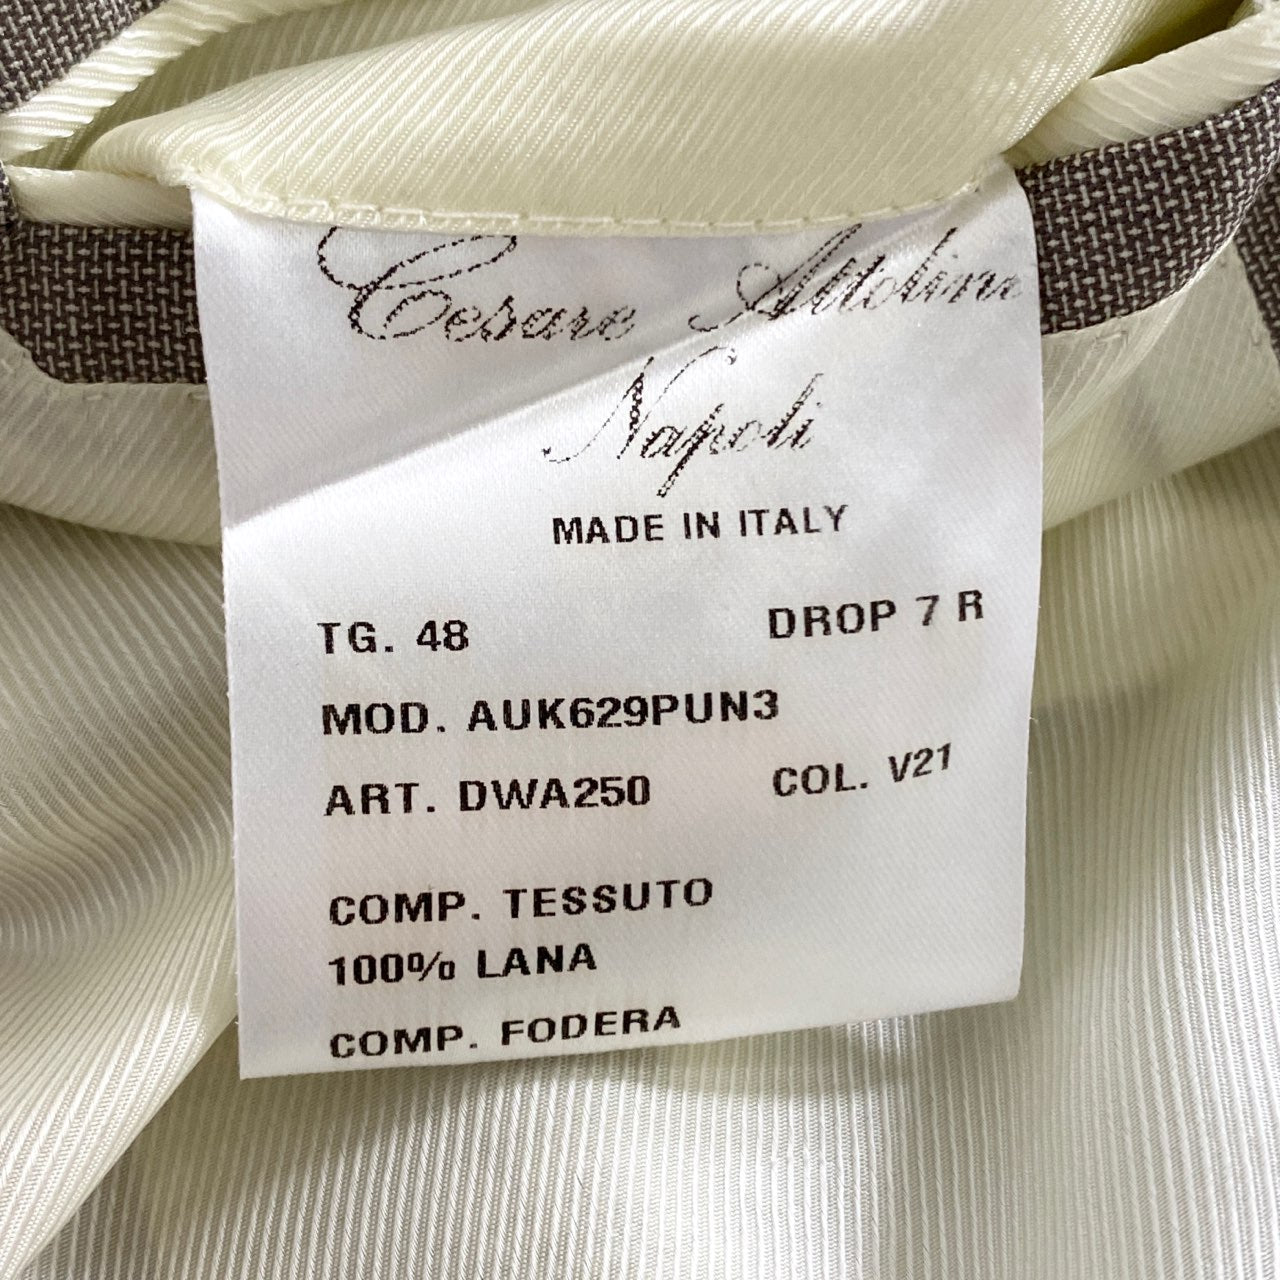 Cesare Attolini
Napoli
MADE IN ITALY
TG. 48 DROP 7 R
MOD. AUK629PUN3
ART. DWA250 COL. V21
COMP. TESSUTO
100% LANA
COMP. FODERA